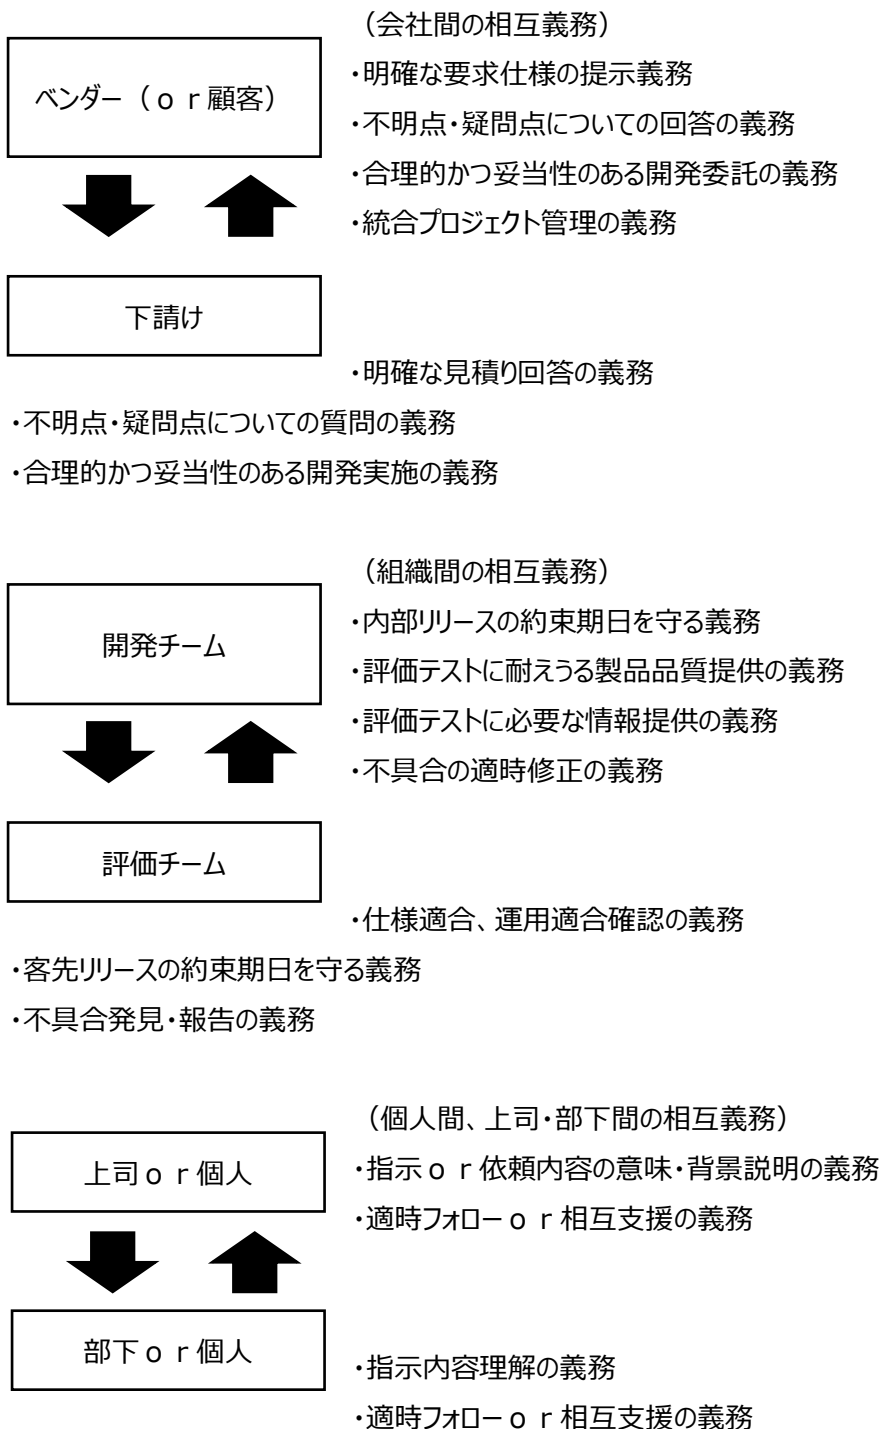 （会社間の相互義務）
ベンダー（ｏｒ顧客）
・明確な要求仕様の提示義務
・不明点・疑問点についての回答の義務
・合理的かつ妥当性のある開発委託の義務
・統合プロジェクト管理の義務
下請け
・明確な見積り回答の義務
・不明点・疑問点についての質問の義務
・合理的かつ妥当性のある開発実施の義務
（組織間の相互義務）
開発チーム
・内部リリースの約束期日を守る義務
・評価テストに耐えうる製品品質提供の義務
・評価テストに必要な情報提供の義務
・不具合の適時修正の義務
評価チーム
・仕様適合、運用適合確認の義務
・客先リリースの約束期日を守る義務
・不具合発見・報告の義務
（個人間、上司・部下間の相互義務）
上司ｏｒ個人
・指示ｏｒ依頼内容の意味・背景説明の義務
・適時フォローｏｒ相互支援の義務
部下ｏｒ個人
・指示内容理解の義務
・適時フォローｏｒ相互支援の義務